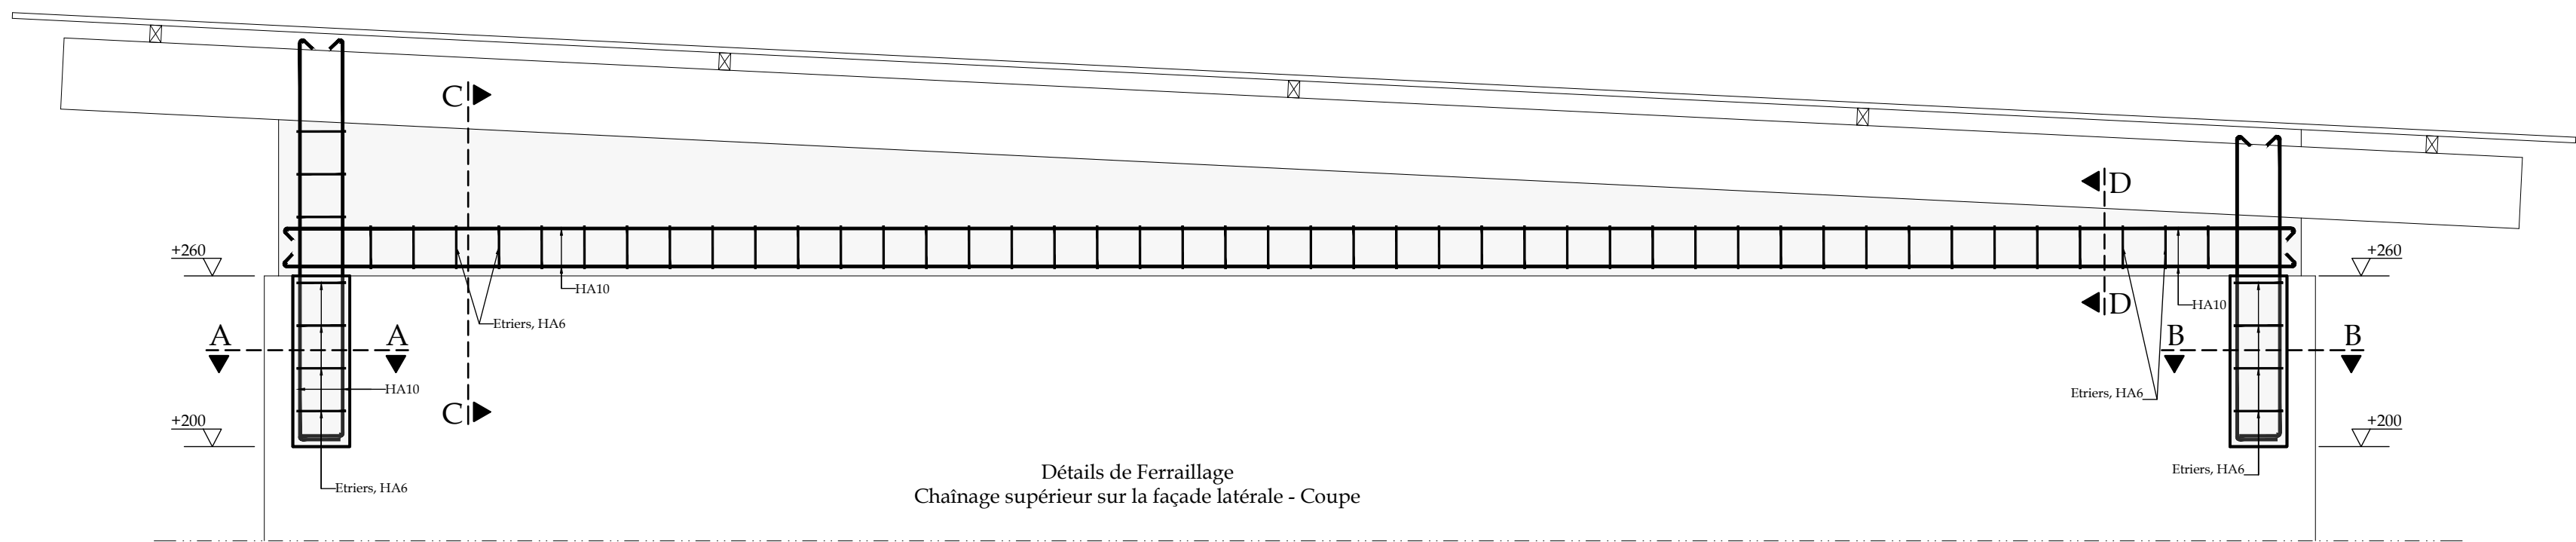 C
D
+260
+260
D
HA10
HA10
Etriers, HA6
A
A
B
B
HA10
Etriers, HA6
C
+200
+200
Etriers, HA6
Etriers, HA6
Détails de Ferraillage
Chaînage supérieur sur la façade latérale - Coupe